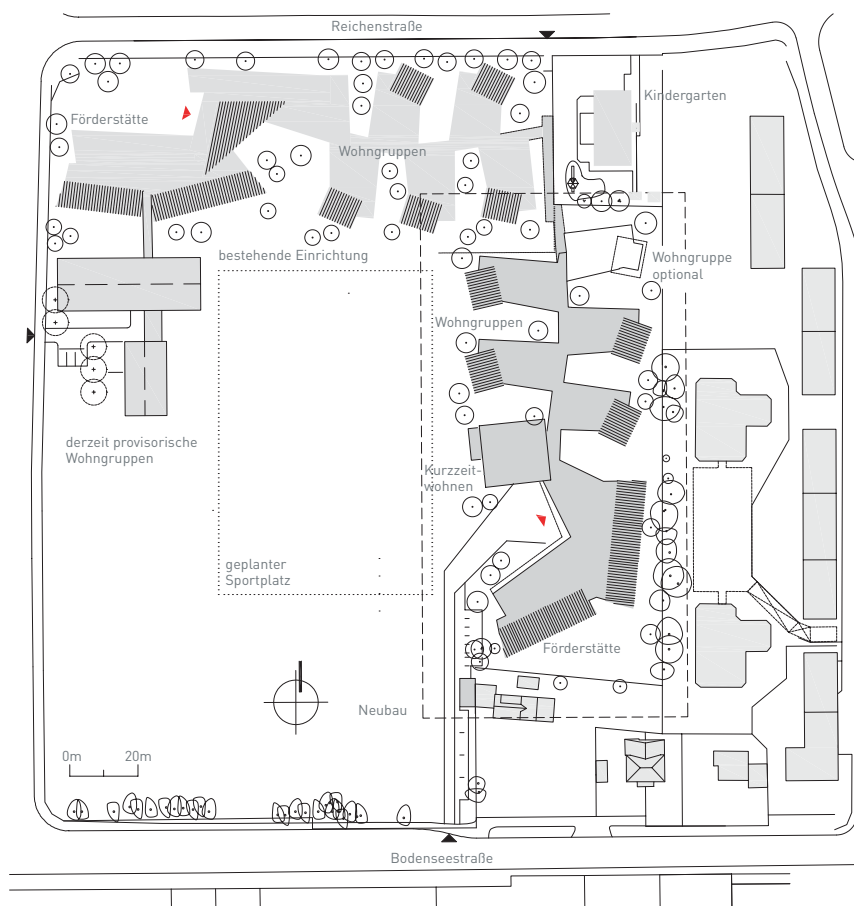 Reichenstraße
Kindergarten
Förderstätte
Wohngruppen
bestehende Einrichtung
Wohngruppe
optional
Wohngruppen
derzeit provisorische
Wohngruppen
Kurzzeit-
wohnen
geplanter
Sportplatz
Förderstätte
Neubau
0m 20m
Bodenseestraße